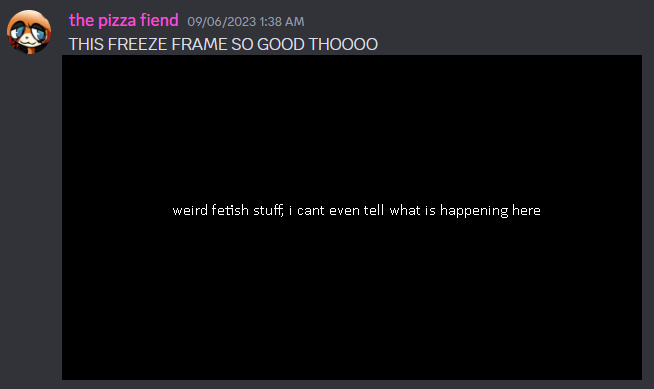 the pizza fiend 09/06/2023 1:38 AM
THIS FREEZE FRAME SO GOOD THOOOO
weird fetish stuff, i cant even tell what is happening here